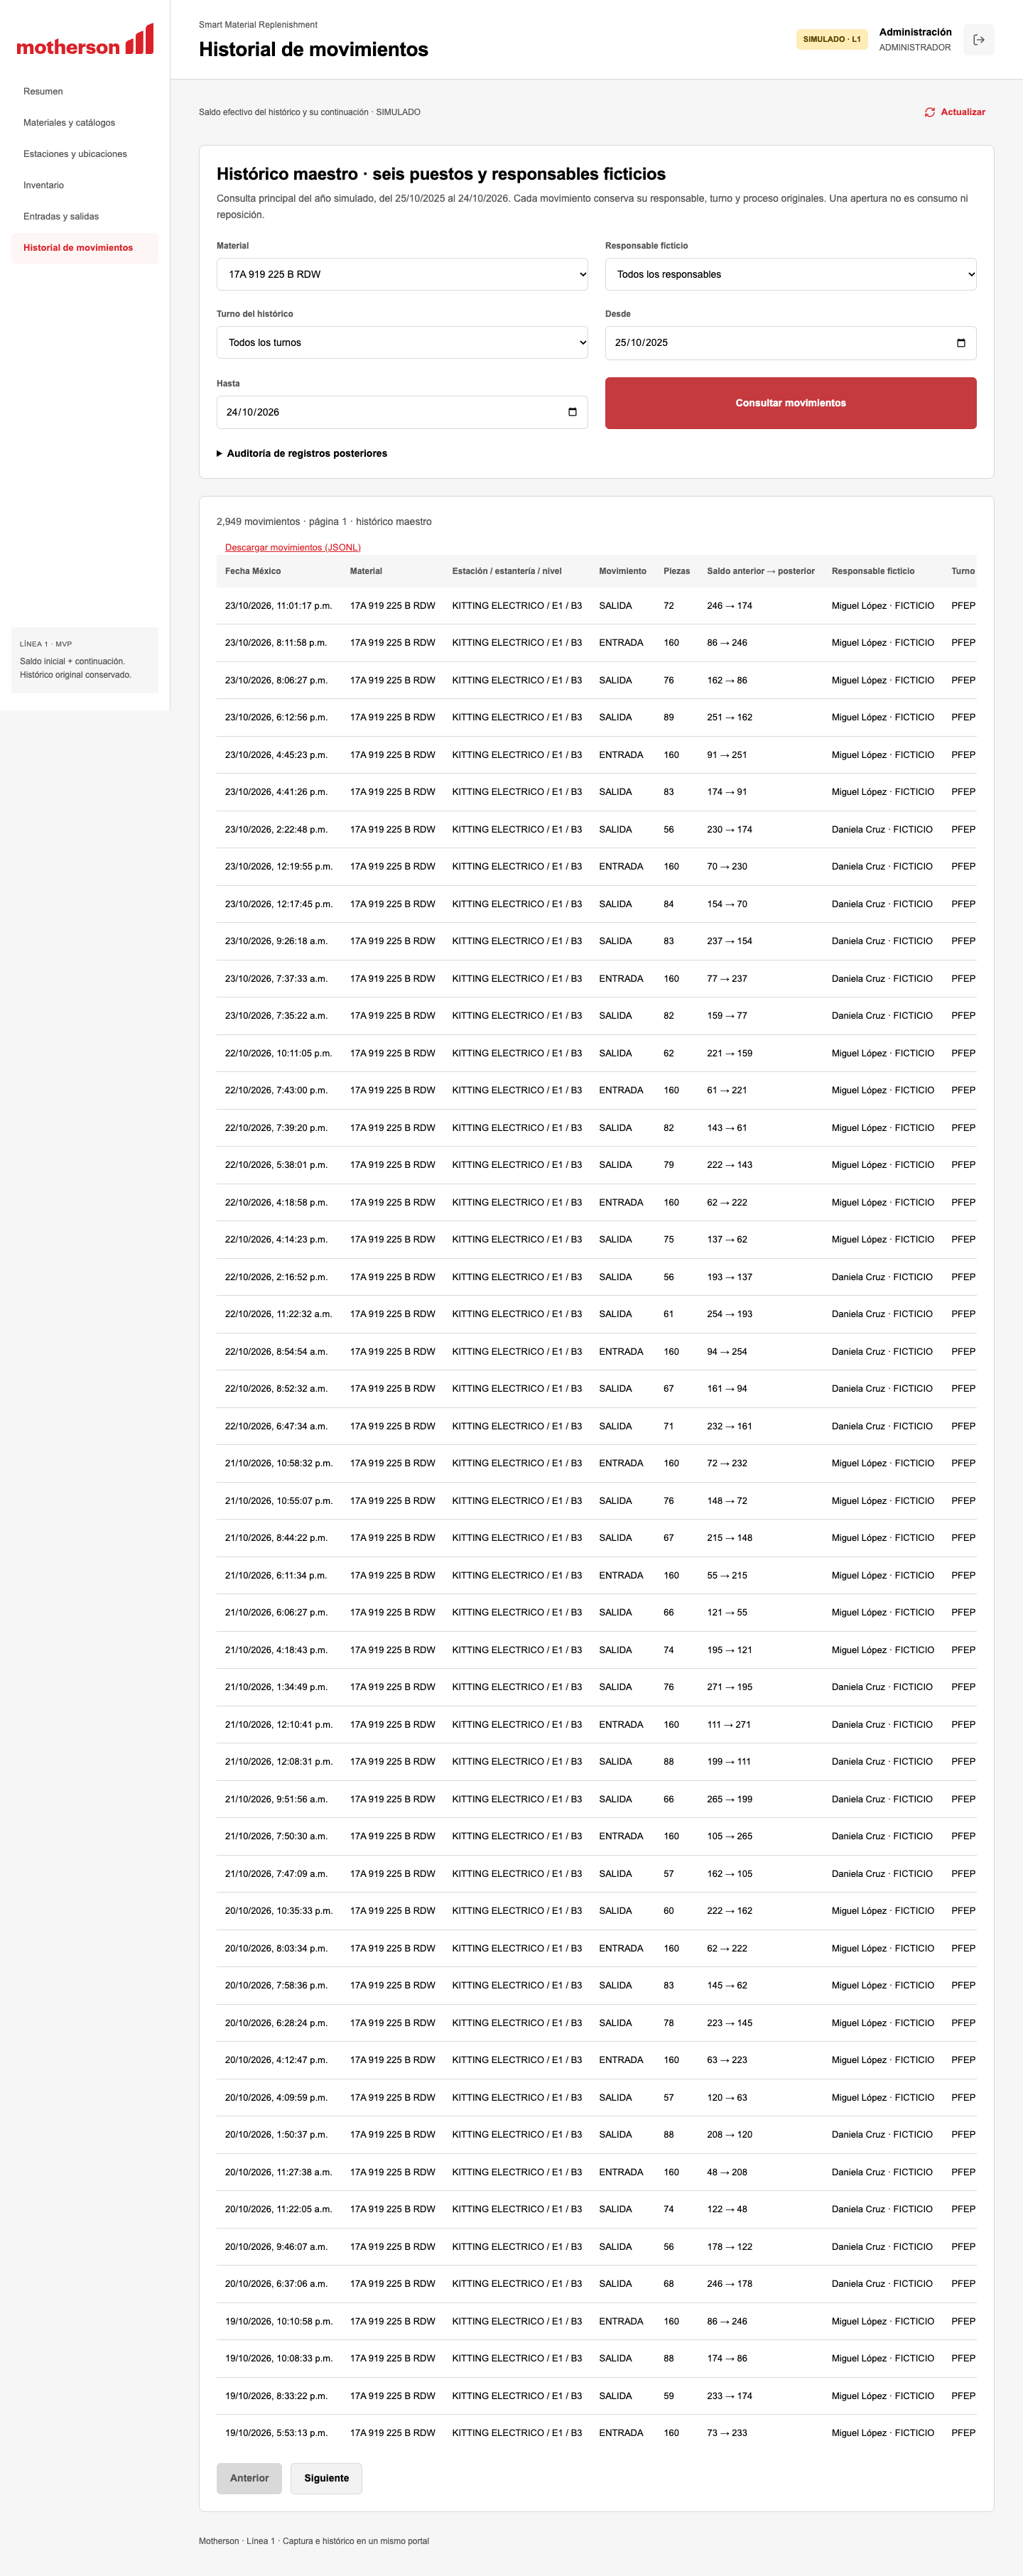 motherson
Resumen
Materiales y catálogos
Estaciones y ubicaciones
Inventario
Entradas y salidas
Historial de movimientos
LÍNEA 1 · MVP
Saldo inicial + continuación.
Histórico original conservado.
Smart Material Replenishment
Historial de movimientos
SIMULADO · L1
Administración
ADMINISTRADOR
Saldo efectivo del histórico y su continuación · SIMULADO
Actualizar
Histórico maestro · seis puestos y responsables ficticios
Consulta principal del año simulado, del 25/10/2025 al 24/10/2026. Cada movimiento conserva su responsable, turno y proceso originales. Una apertura no es consumo ni
reposición.
Material
Responsable ficticio
17A 919 225 B RDW
Todos los responsables
Turno del histórico
Desde
Todos los turnos
25/10/2025
Hasta
24/10/2026
Consultar movimientos
Auditoría de registros posteriores
2,949 movimientos · página 1 · histórico maestro
Descargar movimientos (JSONL)
Fecha México Material Estación / estantería / nivel Movimiento Piezas Saldo anterior → posterior Responsable ficticio Turno
23/10/2026, 11:01:17 p.m. 17A 919 225 B RDW KITTING ELECTRICO / E1 / B3 SALIDA 72 246 → 174 Miguel López · FICTICIO PFEP
23/10/2026, 8:11:58 p.m. 17A 919 225 B RDW KITTING ELECTRICO / E1 / B3 ENTRADA 160 86 → 246 Miguel López · FICTICIO PFEP
23/10/2026, 8:06:27 p.m. 17A 919 225 B RDW KITTING ELECTRICO / E1 / B3 SALIDA 76 162 → 86 Miguel López · FICTICIO PFEP
23/10/2026, 6:12:56 p.m. 17A 919 225 B RDW KITTING ELECTRICO / E1 / B3 SALIDA 89 251 → 162 Miguel López · FICTICIO PFEP
23/10/2026, 4:45:23 p.m. 17A 919 225 B RDW KITTING ELECTRICO / E1 / B3 ENTRADA 160 91 → 251 Miguel López · FICTICIO PFEP
23/10/2026, 4:41:26 p.m. 17A 919 225 B RDW KITTING ELECTRICO / E1 / B3 SALIDA 83 174 → 91 Miguel López · FICTICIO PFEP
23/10/2026, 2:22:48 p.m. 17A 919 225 B RDW KITTING ELECTRICO / E1 / B3 SALIDA 56 230 → 174 Daniela Cruz · FICTICIO PFEP
23/10/2026, 12:19:55 p.m. 17A 919 225 B RDW KITTING ELECTRICO / E1 / B3 ENTRADA 160 70 → 230 Daniela Cruz · FICTICIO PFEP
23/10/2026, 12:17:45 p.m. 17A 919 225 B RDW KITTING ELECTRICO / E1 / B3 SALIDA 84 154 → 70 Daniela Cruz · FICTICIO PFEP
23/10/2026, 9:26:18 a.m. 17A 919 225 B RDW KITTING ELECTRICO / E1 / B3 SALIDA 83 237 → 154 Daniela Cruz · FICTICIO PFEP
23/10/2026, 7:37:33 a.m. 17A 919 225 B RDW KITTING ELECTRICO / E1 / B3 ENTRADA 160 77 → 237 Daniela Cruz · FICTICIO PFEP
23/10/2026, 7:35:22 a.m. 17A 919 225 B RDW KITTING ELECTRICO / E1 / B3 SALIDA 82 159 → 77 Daniela Cruz · FICTICIO PFEP
22/10/2026, 10:11:05 p.m. 17A 919 225 B RDW KITTING ELECTRICO / E1 / B3 SALIDA 62 221 → 159 Miguel López · FICTICIO PFEP
22/10/2026, 7:43:00 p.m. 17A 919 225 B RDW KITTING ELECTRICO / E1 / B3 ENTRADA 160 61 → 221 Miguel López · FICTICIO PFEP
22/10/2026, 7:39:20 p.m. 17A 919 225 B RDW KITTING ELECTRICO / E1 / B3 SALIDA 82 143 → 61 Miguel López · FICTICIO PFEP
22/10/2026, 5:38:01 p.m. 17A 919 225 B RDW KITTING ELECTRICO / E1 / B3 SALIDA 79 222 → 143 Miguel López · FICTICIO PFEP
22/10/2026, 4:18:58 p.m. 17A 919 225 B RDW KITTING ELECTRICO / E1 / B3 ENTRADA 160 62 → 222 Miguel López · FICTICIO PFEP
22/10/2026, 4:14:23 p.m. 17A 919 225 B RDW KITTING ELECTRICO / E1 / B3 SALIDA 75 137 → 62 Miguel López · FICTICIO PFEP
22/10/2026, 2:16:52 p.m. 17A 919 225 B RDW KITTING ELECTRICO / E1 / B3 SALIDA 56 193 → 137 Daniela Cruz · FICTICIO PFEP
22/10/2026, 11:22:32 a.m. 17A 919 225 B RDW KITTING ELECTRICO / E1 / B3 SALIDA 61 254 → 193 Daniela Cruz · FICTICIO PFEP
22/10/2026, 8:54:54 a.m. 17A 919 225 B RDW KITTING ELECTRICO / E1 / B3 ENTRADA 160 94 → 254 Daniela Cruz · FICTICIO PFEP
22/10/2026, 8:52:32 a.m. 17A 919 225 B RDW KITTING ELECTRICO / E1 / B3 SALIDA 67 161 → 94 Daniela Cruz · FICTICIO PFEP
22/10/2026, 6:47:34 a.m. 17A 919 225 B RDW KITTING ELECTRICO / E1 / B3 SALIDA 71 232 → 161 Daniela Cruz · FICTICIO PFEP
21/10/2026, 10:58:32 p.m. 17A 919 225 B RDW KITTING ELECTRICO / E1 / B3 ENTRADA 160 72 → 232 Miguel López · FICTICIO PFEP
21/10/2026, 10:55:07 p.m. 17A 919 225 B RDW KITTING ELECTRICO / E1 / B3 SALIDA 76 148 → 72 Miguel López · FICTICIO PFEP
21/10/2026, 8:44:22 p.m. 17A 919 225 B RDW KITTING ELECTRICO / E1 / B3 SALIDA 67 215 → 148 Miguel López · FICTICIO PFEP
21/10/2026, 6:11:34 p.m. 17A 919 225 B RDW KITTING ELECTRICO / E1 / B3 ENTRADA 160 55 → 215 Miguel López · FICTICIO PFEP
21/10/2026, 6:06:27 p.m. 17A 919 225 B RDW KITTING ELECTRICO / E1 / B3 SALIDA 66 121 → 55 Miguel López · FICTICIO PFEP
21/10/2026, 4:18:43 p.m. 17A 919 225 B RDW KITTING ELECTRICO / E1 / B3 SALIDA 74 195 → 121 Miguel López · FICTICIO PFEP
21/10/2026, 1:34:49 p.m. 17A 919 225 B RDW KITTING ELECTRICO / E1 / B3 SALIDA 76 271 → 195 Daniela Cruz · FICTICIO PFEP
21/10/2026, 12:10:41 p.m. 17A 919 225 B RDW KITTING ELECTRICO / E1 / B3 ENTRADA 160 111 → 271 Daniela Cruz · FICTICIO PFEP
21/10/2026, 12:08:31 p.m. 17A 919 225 B RDW KITTING ELECTRICO / E1 / B3 SALIDA 88 199 → 111 Daniela Cruz · FICTICIO PFEP
21/10/2026, 9:51:56 a.m. 17A 919 225 B RDW KITTING ELECTRICO / E1 / B3 SALIDA 66 265 → 199 Daniela Cruz · FICTICIO PFEP
21/10/2026, 7:50:30 a.m. 17A 919 225 B RDW KITTING ELECTRICO / E1 / B3 ENTRADA 160 105 → 265 Daniela Cruz · FICTICIO PFEP
21/10/2026, 7:47:09 a.m. 17A 919 225 B RDW KITTING ELECTRICO / E1 / B3 SALIDA 57 162 → 105 Daniela Cruz · FICTICIO PFEP
20/10/2026, 10:35:33 p.m. 17A 919 225 B RDW KITTING ELECTRICO / E1 / B3 SALIDA 60 222 → 162 Miguel López · FICTICIO PFEP
20/10/2026, 8:03:34 p.m. 17A 919 225 B RDW KITTING ELECTRICO / E1 / B3 ENTRADA 160 62 → 222 Miguel López · FICTICIO PFEP
20/10/2026, 7:58:36 p.m. 17A 919 225 B RDW KITTING ELECTRICO / E1 / B3 SALIDA 83 145 → 62 Miguel López · FICTICIO PFEP
20/10/2026, 6:28:24 p.m. 17A 919 225 B RDW KITTING ELECTRICO / E1 / B3 SALIDA 78 223 → 145 Miguel López · FICTICIO PFEP
20/10/2026, 4:12:47 p.m. 17A 919 225 B RDW KITTING ELECTRICO / E1 / B3 ENTRADA 160 63 → 223 Miguel López · FICTICIO PFEP
20/10/2026, 4:09:59 p.m. 17A 919 225 B RDW KITTING ELECTRICO / E1 / B3 SALIDA 57 120 → 63 Miguel López · FICTICIO PFEP
20/10/2026, 1:50:37 p.m. 17A 919 225 B RDW KITTING ELECTRICO / E1 / B3 SALIDA 88 208 → 120 Daniela Cruz · FICTICIO PFEP
20/10/2026, 11:27:38 a.m. 17A 919 225 B RDW KITTING ELECTRICO / E1 / B3 ENTRADA 160 48 → 208 Daniela Cruz · FICTICIO PFEP
20/10/2026, 11:22:05 a.m. 17A 919 225 B RDW KITTING ELECTRICO / E1 / B3 SALIDA 74 122 → 48 Daniela Cruz · FICTICIO PFEP
20/10/2026, 9:46:07 a.m. 17A 919 225 B RDW KITTING ELECTRICO / E1 / B3 SALIDA 56 178 → 122 Daniela Cruz · FICTICIO PFEP
20/10/2026, 6:37:06 a.m. 17A 919 225 B RDW KITTING ELECTRICO / E1 / B3 SALIDA 68 246 → 178 Daniela Cruz · FICTICIO PFEP
19/10/2026, 10:10:58 p.m. 17A 919 225 B RDW KITTING ELECTRICO / E1 / B3 ENTRADA 160 86 → 246 Miguel López · FICTICIO PFEP
19/10/2026, 10:08:33 p.m. 17A 919 225 B RDW KITTING ELECTRICO / E1 / B3 SALIDA 88 174 → 86 Miguel López · FICTICIO PFEP
19/10/2026, 8:33:22 p.m. 17A 919 225 B RDW KITTING ELECTRICO / E1 / B3 SALIDA 59 233 → 174 Miguel López · FICTICIO PFEP
19/10/2026, 5:53:13 p.m. 17A 919 225 B RDW KITTING ELECTRICO / E1 / B3 ENTRADA 160 73 → 233 Miguel López · FICTICIO PFEP
Anterior
Siguiente
Motherson · Línea 1 · Captura e histórico en un mismo portal